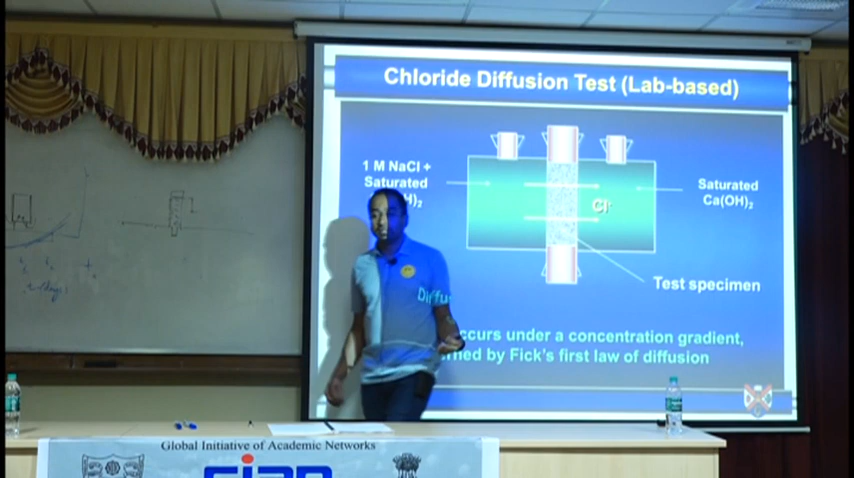 Chloride Diffusion Test (Lab-based)
1 M NaCl +
Saturated
H)₂
Cl⁻
Saturated
Ca(OH)₂
Test specimen
Diffu
ccurs under a concentration gradient,
rned by Fick's first law of diffusion
Global Initiative of Academic Networks